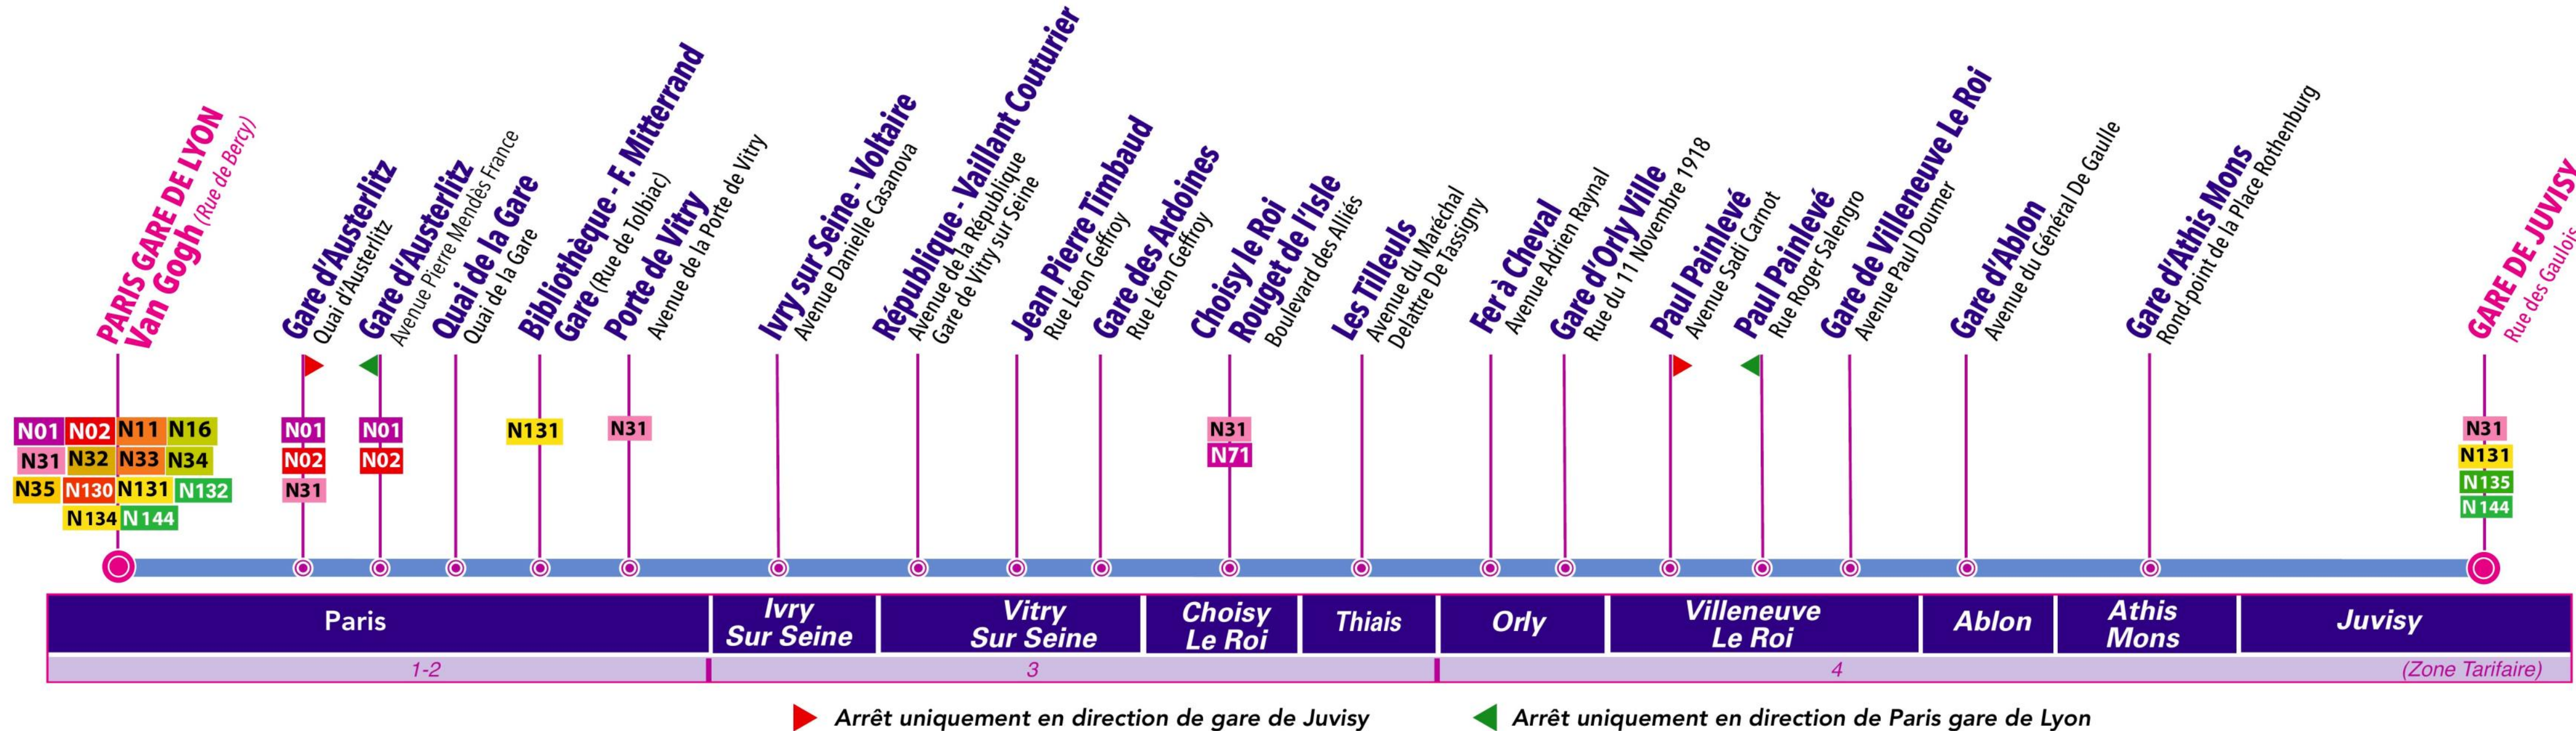 PARIS GARE DE LYON
Van Gogh (Rue de Bercy)
Gare d'Austerlitz
Quai d'Austerlitz
Gare d'Austerlitz
Avenue Pierre Mendès France
Quai de la Gare
Quai de la Gare
Bibliothèque - F. Mitterrand
Gare (Rue de Tolbiac)
Porte de Vitry
Avenue de la Porte de Vitry
Ivry sur Seine - Voltaire
Avenue Danielle Casanova
République - Vaillant Couturier
Avenue de la République
Gare de Vitry sur Seine
Jean Pierre Timbaud
Rue Léon Geffroy
Gare des Ardoines
Rue Léon Geffroy
Choisy le Roi
Rouget de l'Isle
Boulevard des Alliés
Les Tilleuls
Avenue du Maréchal
Delattre De Tassigny
Fer à Cheval
Avenue Adrien Raynal
Gare d'Orly Ville
Rue du 11 Novembre 1918
Paul Painlevé
Avenue Sadi Carnot
Paul Painlevé
Rue Roger Salengro
Gare de Villeneuve Le Roi
Avenue Paul Doumer
Gare d'Ablon
Avenue du Général De Gaulle
Gare d'Athis Mons
Rond-point de la Place Rothenburg
GARE DE JUVISY
Rue des Gaulois
N01 N02 N11 N16
N31 N32 N33 N34
N35 N130 N131 N132
N134 N144
N01
N02
N31
N01
N02
N131
N31
N31
N71
N31
N131
N135
N144
Paris
Ivry
Sur Seine
Vitry
Sur Seine
Choisy
Le Roi
Thiais
Orly
Villeneuve
Le Roi
Ablon
Athis
Mons
Juvisy
1-2
3
4
(Zone Tarifaire)
Arrêt uniquement en direction de gare de Juvisy
Arrêt uniquement en direction de Paris gare de Lyon